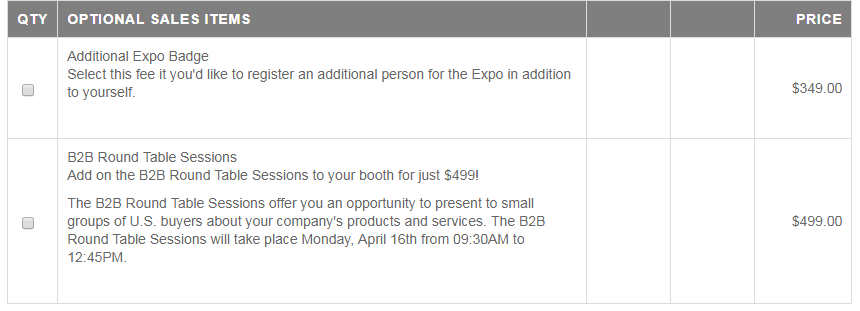 QTY OPTIONAL SALES ITEMS PRICE
Additional Expo Badge
Select this fee it you'd like to register an additional person for the Expo in addition
to yourself.
$349.00
B2B Round Table Sessions
Add on the B2B Round Table Sessions to your booth for just $499!
The B2B Round Table Sessions offer you an opportunity to present to small
groups of U.S. buyers about your company's products and services. The B2B
Round Table Sessions will take place Monday, April 16th from 09:30AM to
12:45PM.
$499.00